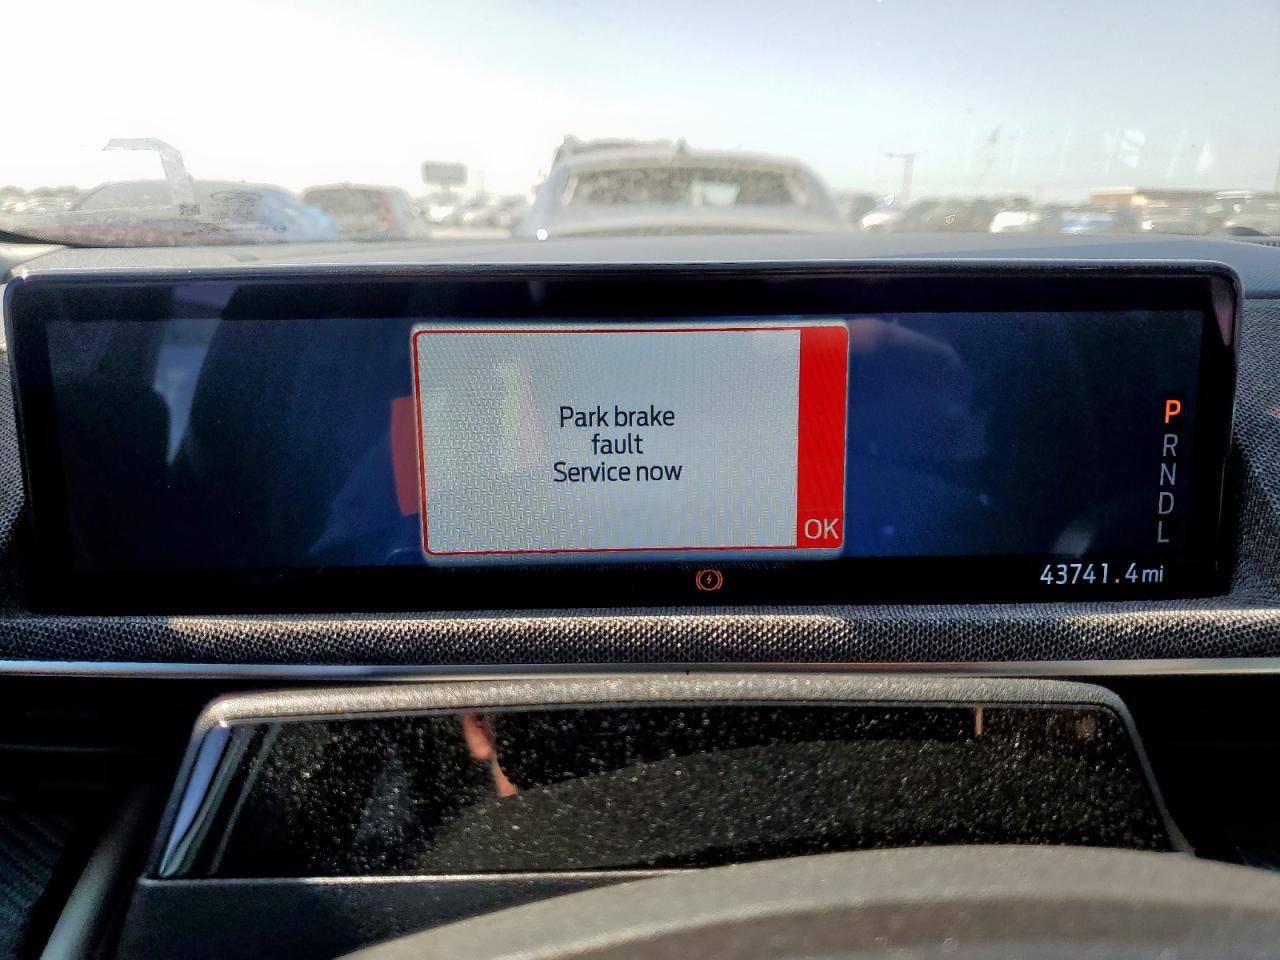 Park brake
fault
Service now
OK
P
R
N
D
L
43741.4mi